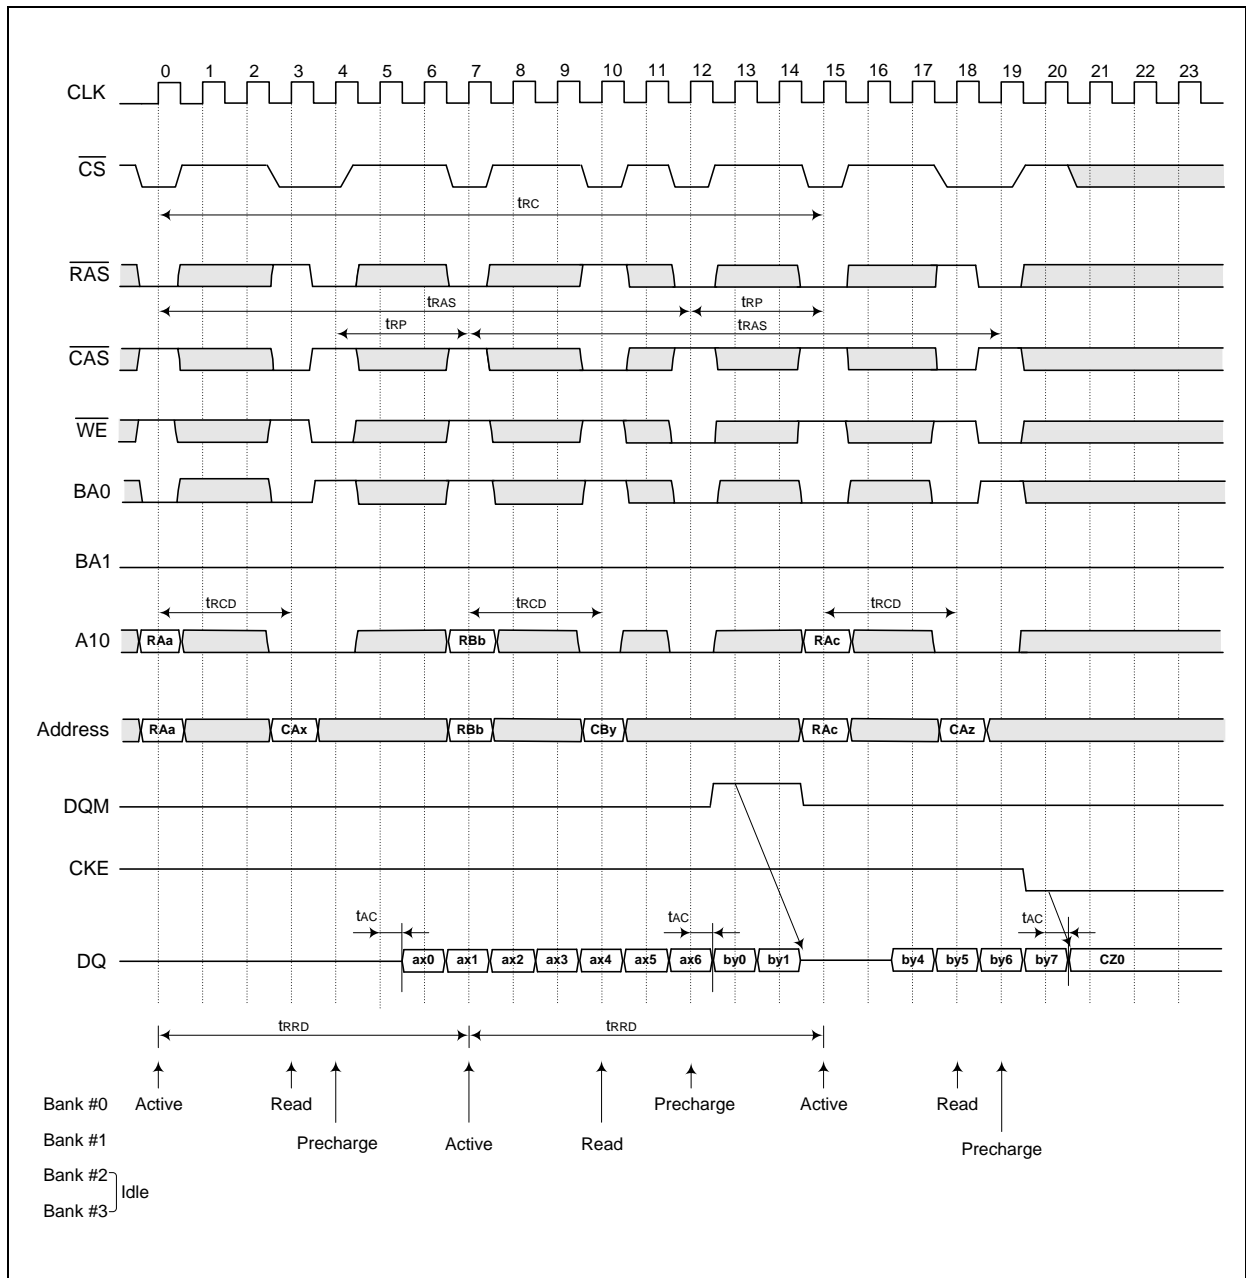 0 1 2 3 4 5 6 7 8 9 10 11 12 13 14 15 16 17 18 19 20 21 22 23
CLK
CS
tRC
RAS
tRAS tRP
tRP tRAS
CAS
WE
BA0
BA1
tRCD tRCD tRCD
A10 RAa RBb RAc
Address RAa CAx RBb CBy RAc CAz
DQM
CKE
tAC tAC tAC
DQ ax0 ax1 ax2 ax3 ax4 ax5 ax6 by0 by1 by4 by5 by6 by7 CZ0
tRRD tRRD
Bank #0 Active Read Precharge Active Read
Bank #1 Precharge Active Read Precharge
Bank #2
Idle
Bank #3